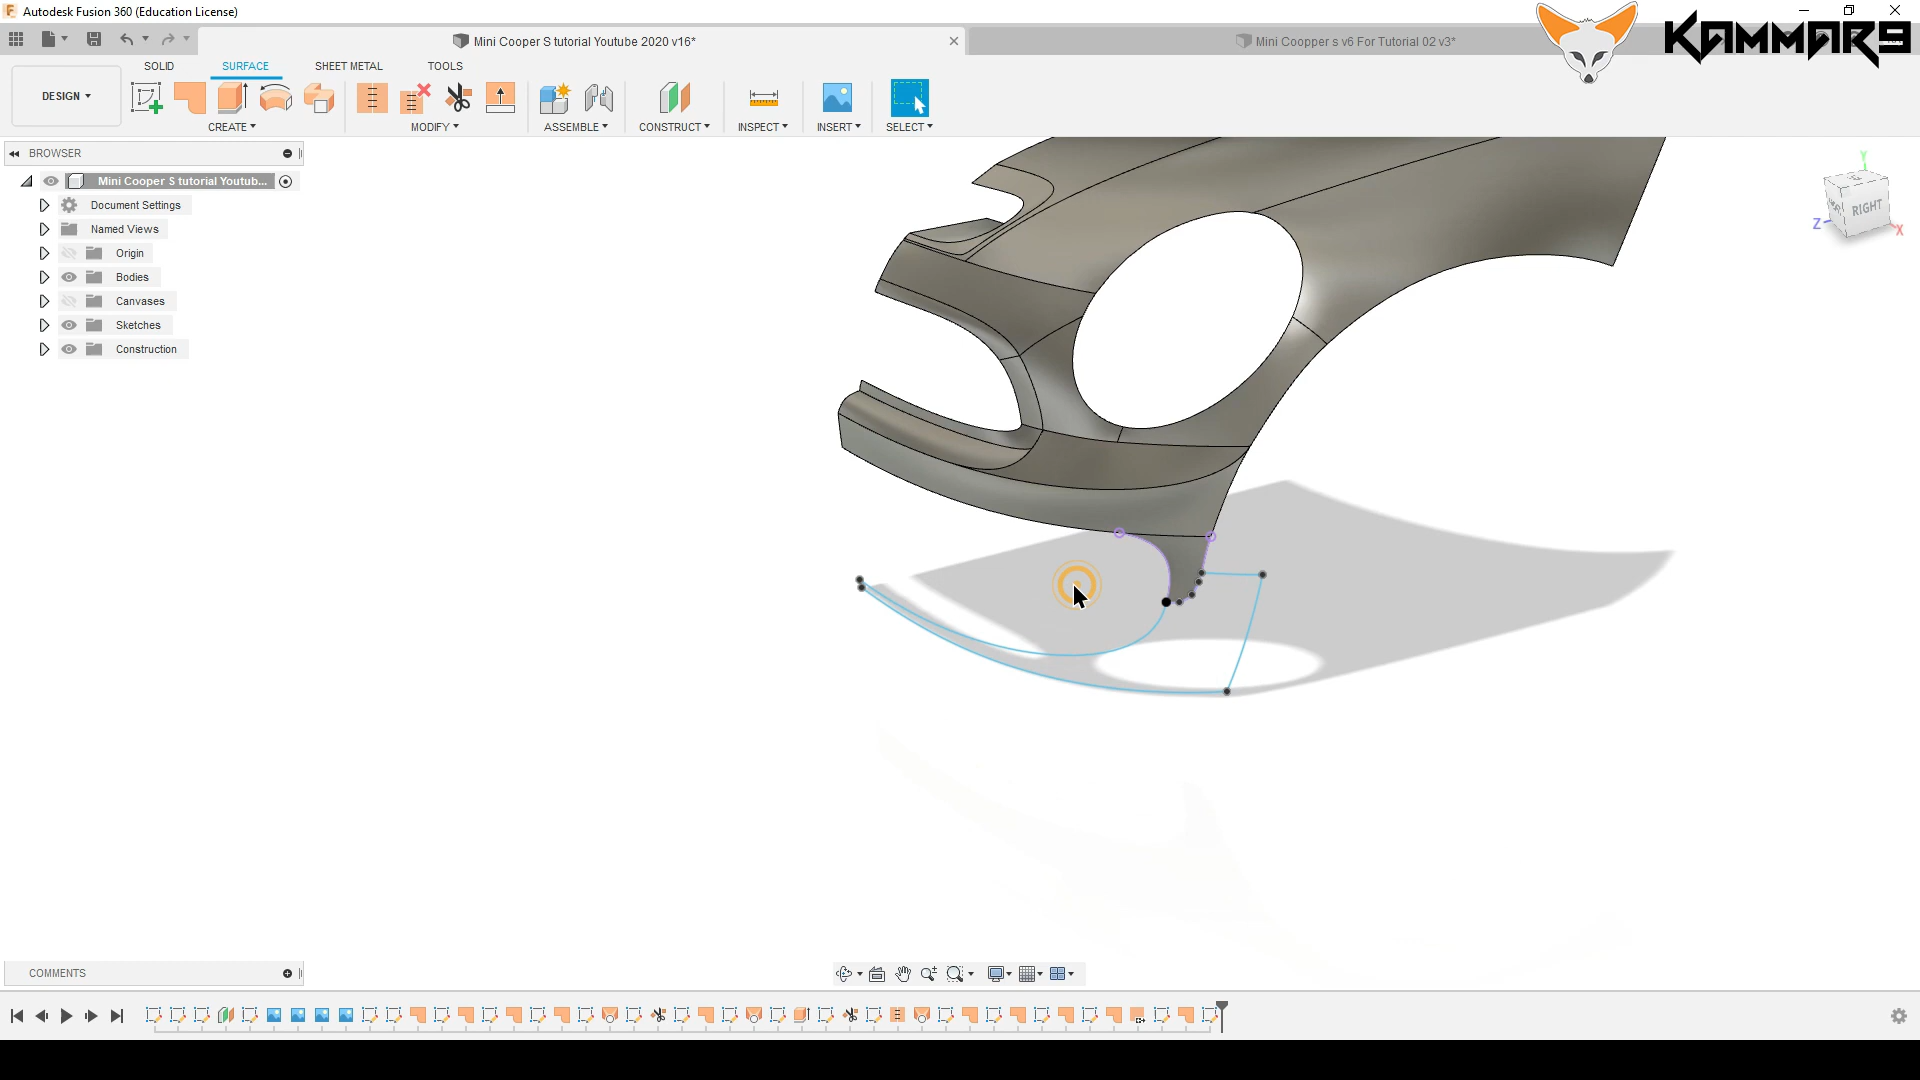 Autodesk Fusion 360 (Education License)
KAMMAR9
Mini Cooper S tutorial Youtube 2020 v16*
Mini Coopper s v6 For Tutorial 02 v3*
SOLID SURFACE SHEET METAL TOOLS
DESIGN
CREATE MODIFY ASSEMBLE CONSTRUCT INSPECT INSERT SELECT
BROWSER
Mini Cooper S tutorial Youtub...
Document Settings
Named Views
Origin
Bodies
Canvases
Sketches
Construction
Y
RIGHT
Z
X
COMMENTS